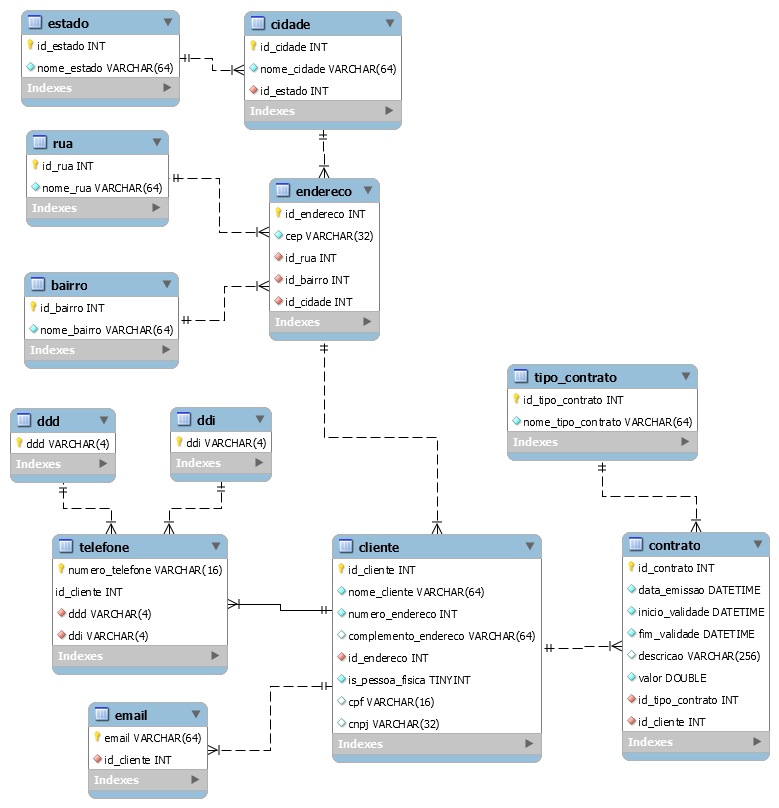 estado
id_estado INT
nome_estado VARCHAR(64)
Indexes
cidade
id_cidade INT
nome_cidade VARCHAR(64)
id_estado INT
Indexes
rua
id_rua INT
nome_rua VARCHAR(64)
Indexes
endereco
id_endereco INT
cep VARCHAR(32)
id_rua INT
id_bairro INT
id_cidade INT
Indexes
bairro
id_bairro INT
nome_bairro VARCHAR(64)
Indexes
tipo_contrato
id_tipo_contrato INT
nome_tipo_contrato VARCHAR(64)
Indexes
ddd
ddd VARCHAR(4)
Indexes
ddi
ddi VARCHAR(4)
Indexes
telefone
numero_telefone VARCHAR(16)
id_cliente INT
ddd VARCHAR(4)
ddi VARCHAR(4)
Indexes
cliente
id_cliente INT
nome_cliente VARCHAR(64)
numero_endereco INT
complemento_endereco VARCHAR(64)
id_endereco INT
is_pessoa_fisica TINYINT
cpf VARCHAR(16)
cnpj VARCHAR(32)
Indexes
contrato
id_contrato INT
data_emissao DATETIME
inicio_validade DATETIME
fim_validade DATETIME
descricao VARCHAR(256)
valor DOUBLE
id_tipo_contrato INT
id_cliente INT
Indexes
email
email VARCHAR(64)
id_cliente INT
Indexes